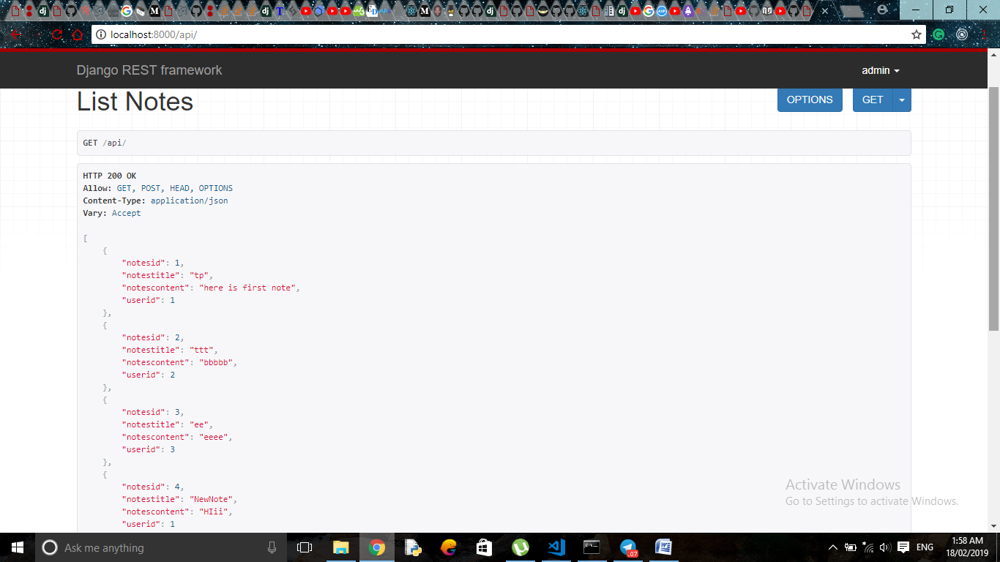 localhost:8000/api/
Django REST framework
admin
List Notes
OPTIONS
GET
GET /api/
HTTP 200 OK
Allow: GET, POST, HEAD, OPTIONS
Content-Type: application/json
Vary: Accept
[
{
"notesid": 1,
"notestitle": "tp",
"notescontent": "here is first note",
"userid": 1
},
{
"notesid": 2,
"notestitle": "ttt",
"notescontent": "bbbbb",
"userid": 2
},
{
"notesid": 3,
"notestitle": "ee",
"notescontent": "eeee",
"userid": 3
},
{
"notesid": 4,
"notestitle": "NewNote",
"notescontent": "HIii",
"userid": 1
Activate Windows
Go to Settings to activate Windows.
Ask me anything
ENG
1:58 AM
18/02/2019